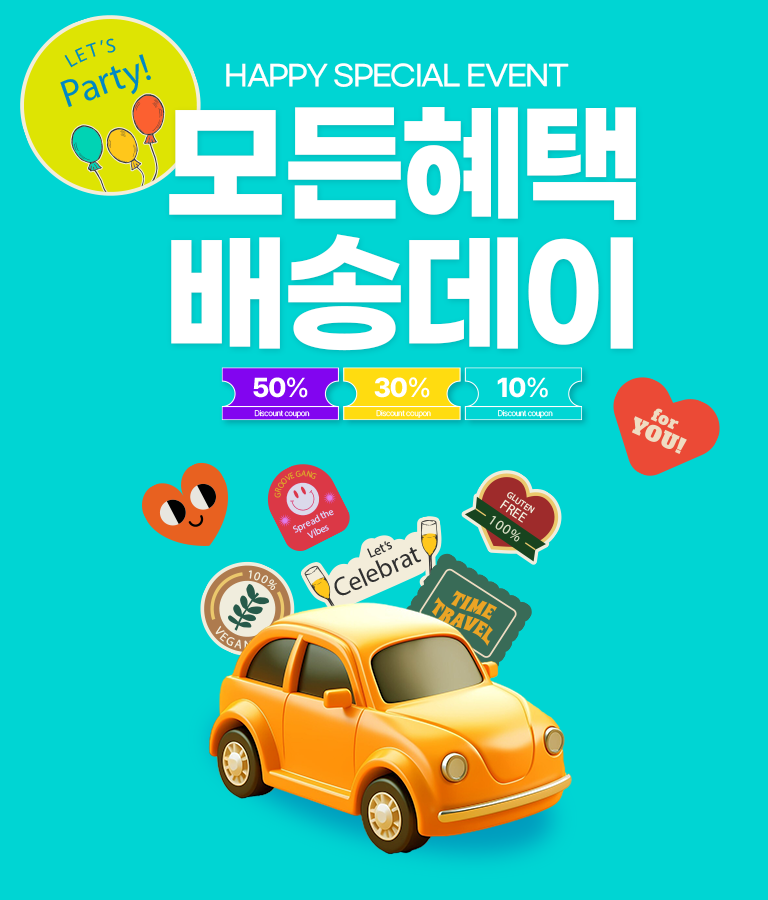 LET'S
Party!
HAPPY SPECIAL EVENT
모든혜택
배송데이
50% 30% 10%
Discount coupon Discount coupon Discount coupon
for
YOU!
GROOVE GANG
Spread the
Vibes
GLUTEN
FREE
100%
Let's
Celebrat
100%
VEGAN
TIME
TRAVEL